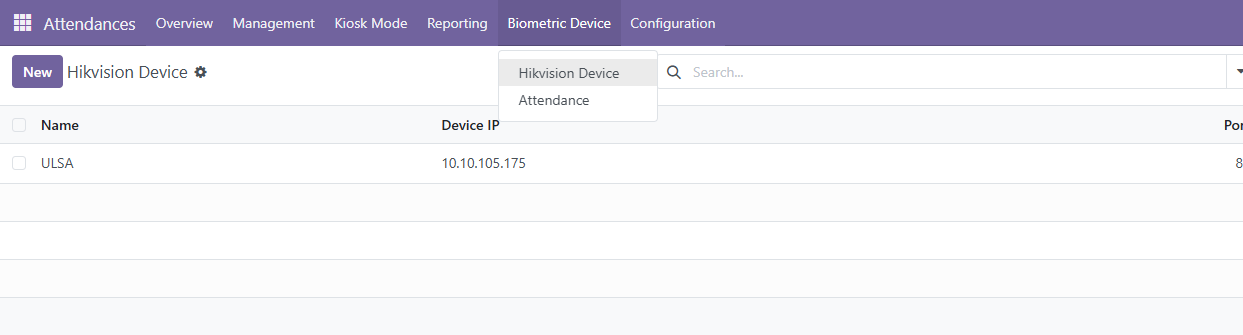 Attendances Overview Management Kiosk Mode Reporting Biometric Device Configuration
New Hikvision Device Search...
Hikvision Device
Attendance
Name Device IP Por
ULSA 10.10.105.175 8